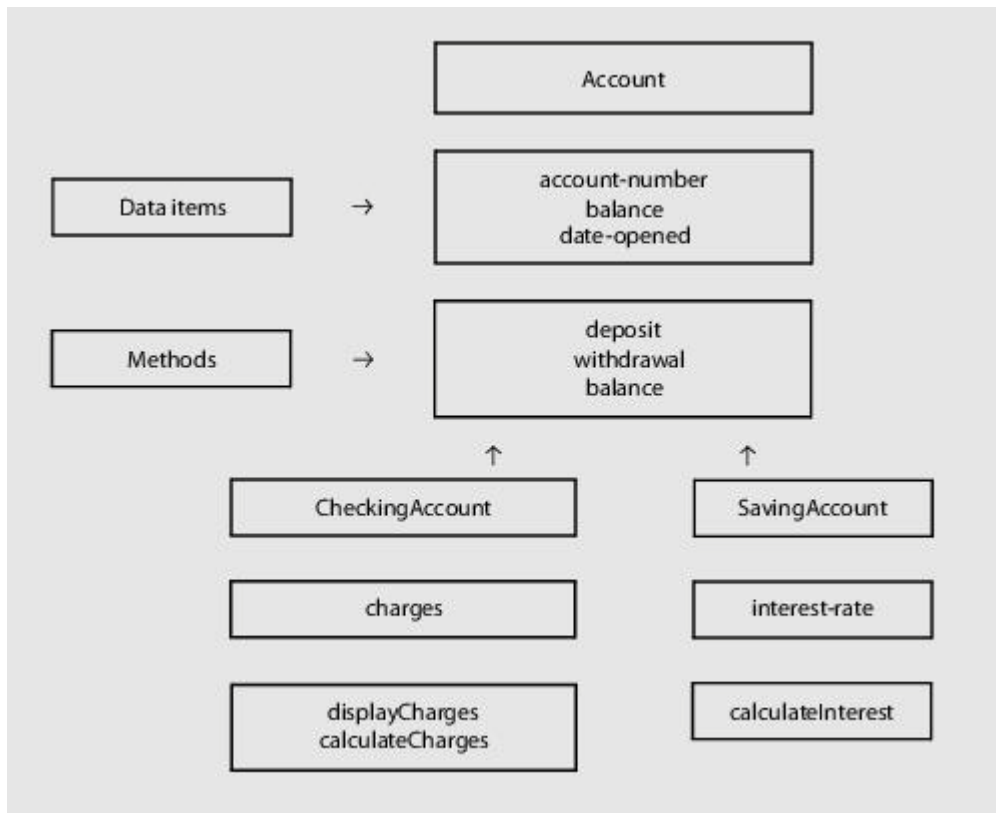 Account
Data items
→
account-number
balance
date-opened
Methods
→
deposit
withdrawal
balance
↑
↑
CheckingAccount
SavingAccount
charges
interest-rate
displayCharges
calculateCharges
calculateInterest